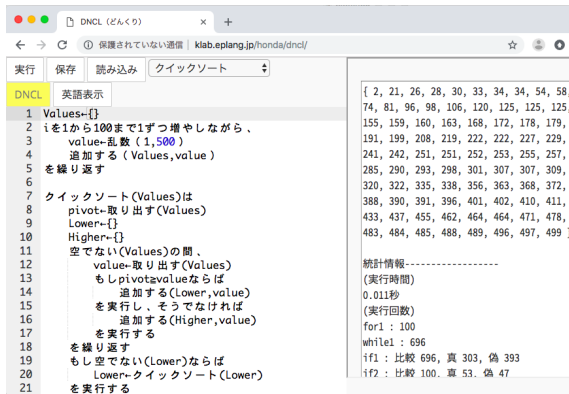 DNCL（どんくり） × +
保護されていない通信 | klab.eplang.jp/honda/dncl/
実行 保存 読み込み クイックソート
DNCL 英語表示
1 Values←{}
2 iを1から100まで1ずつ増やしながら、
3 value←乱数（1,500）
4 追加する（Values,value）
5 を繰り返す
6
7 クイックソート(Values)は
8 pivot←取り出す(Values)
9 Lower←{}
10 Higher←{}
11 空でない(Values)の間、
12 value←取り出す(Values)
13 もしpivot≧valueならば
14 追加する(Lower,value)
15 を実行し、そうでなければ
16 追加する(Higher,value)
17 を実行する
18 を繰り返す
19 もし空でない(Lower)ならば
20 Lower←クイックソート(Lower)
21 を実行する
{ 2, 21, 26, 28, 30, 33, 34, 34, 54, 58,
74, 81, 96, 98, 106, 120, 125, 125, 125,
155, 159, 160, 163, 168, 172, 178, 179,
191, 199, 208, 219, 222, 222, 227, 229,
241, 242, 251, 251, 252, 253, 255, 257,
285, 290, 293, 298, 301, 307, 307, 309,
320, 322, 335, 338, 356, 363, 368, 372,
388, 390, 391, 396, 401, 402, 410, 411,
433, 437, 455, 462, 464, 464, 471, 478,
483, 484, 485, 488, 489, 496, 497, 499 }
統計情報-----------------
(実行時間)
0.011秒
(実行回数)
for1 : 100
while1 : 696
if1 : 比較 696, 真 303, 偽 393
if2 : 比較 100, 真 53, 偽 47